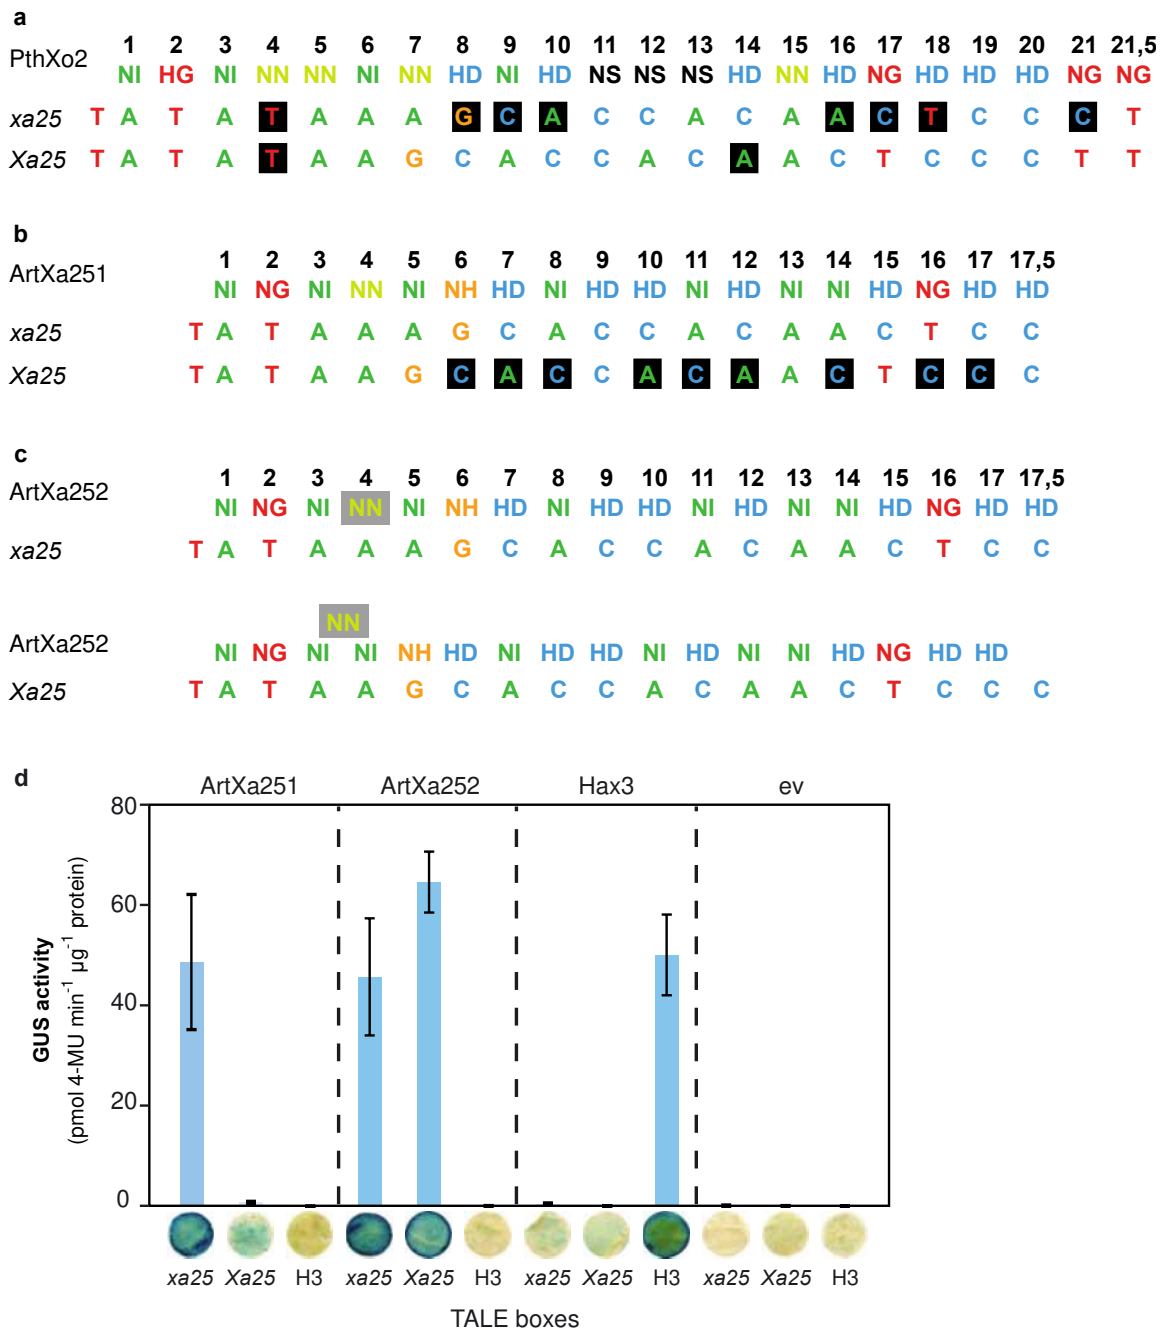 a
1 2 3 4 5 6 7 8 9 10 11 12 13 14 15 16 17 18 19 20 21 21,5
PthXo2 NI HG NI NN NN NI NN HD NI HD NS NS NS HD NN HD NG HD HD HD NG NG
xa25 T A T A T A A A G C A C C A C A A C T C C C T
Xa25 T A T A T A A G C A C C A C A A C T C C C T T
b
1 2 3 4 5 6 7 8 9 10 11 12 13 14 15 16 17 17,5
ArtXa251 NI NG NI NN NI NH HD NI HD HD NI HD NI NI HD NG HD HD
xa25 T A T A A A G C A C C A C A A C T C C
Xa25 T A T A A G C A C C A C A A C T C C C
c
1 2 3 4 5 6 7 8 9 10 11 12 13 14 15 16 17 17,5
ArtXa252 NI NG NI NN NI NH HD NI HD HD NI HD NI NI HD NG HD HD
xa25 T A T A A A G C A C C A C A A C T C C
NN
ArtXa252 NI NG NI NI NH HD NI HD HD NI HD NI NI HD NG HD HD
Xa25 T A T A A G C A C C A C A A C T C C C
d
ArtXa251 ArtXa252 Hax3 ev
80
60
40
20
0
GUS activity
(pmol 4-MU min⁻¹ µg⁻¹ protein)
xa25 Xa25 H3 xa25 Xa25 H3 xa25 Xa25 H3 xa25 Xa25 H3
TALE boxes